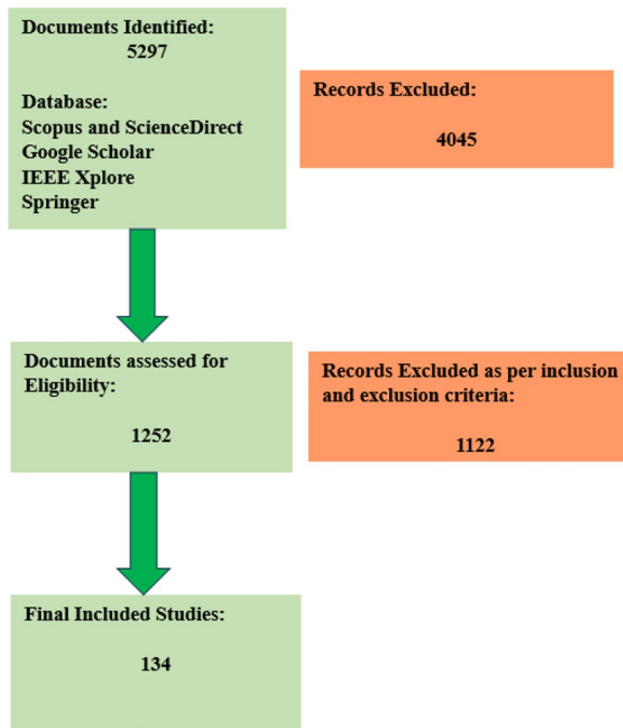 Documents Identified:
5297
Database:
Scopus and ScienceDirect
Google Scholar
IEEE Xplore
Springer
Records Excluded:
4045
Documents assessed for
Eligibility:
1252
Records Excluded as per inclusion
and exclusion criteria:
1122
Final Included Studies:
134